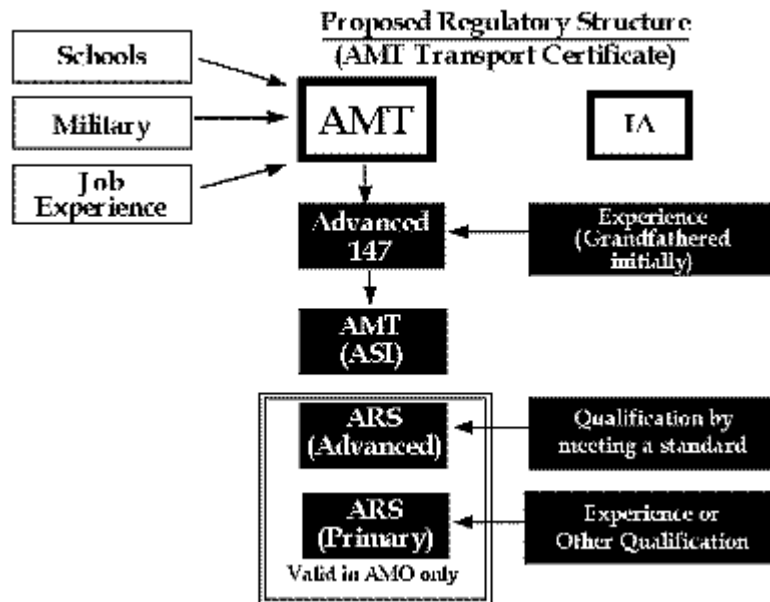 Proposed Regulatory Structure
(AMT Transport Certificate)
Schools
Military
Job
Experience
AMT
IA
Advanced
147
Experience
(Grandfathered
initially)
AMT
(ASI)
ARS
(Advanced)
Qualification by
meeting a standard
ARS
(Primary)
Experience or
Other Qualification
Valid in AMO only